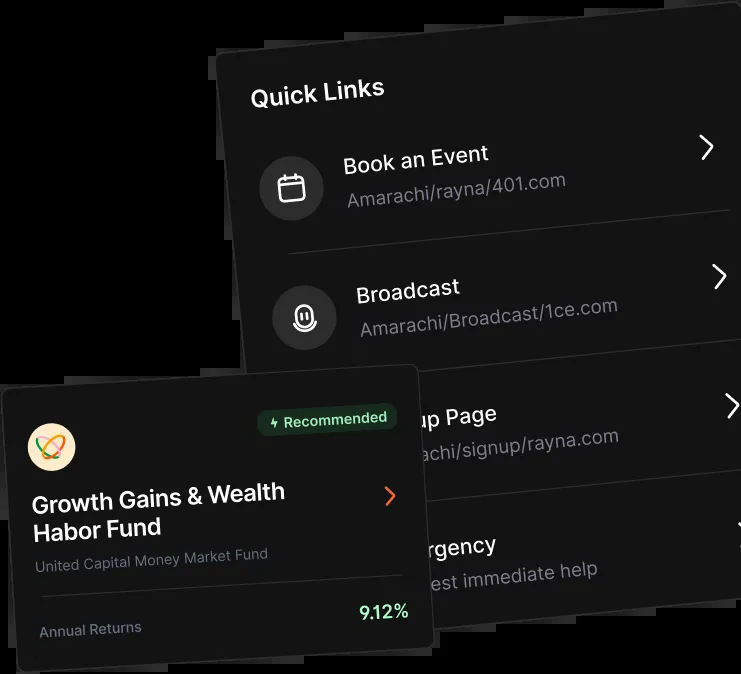 Quick Links
Book an Event
Amarachi/rayna/401.com
Broadcast
Amarachi/Broadcast/1ce.com
up Page
achi/signup/rayna.com
rgency
est immediate help
Recommended
Growth Gains & Wealth
Habor Fund
United Capital Money Market Fund
Annual Returns
9.12%